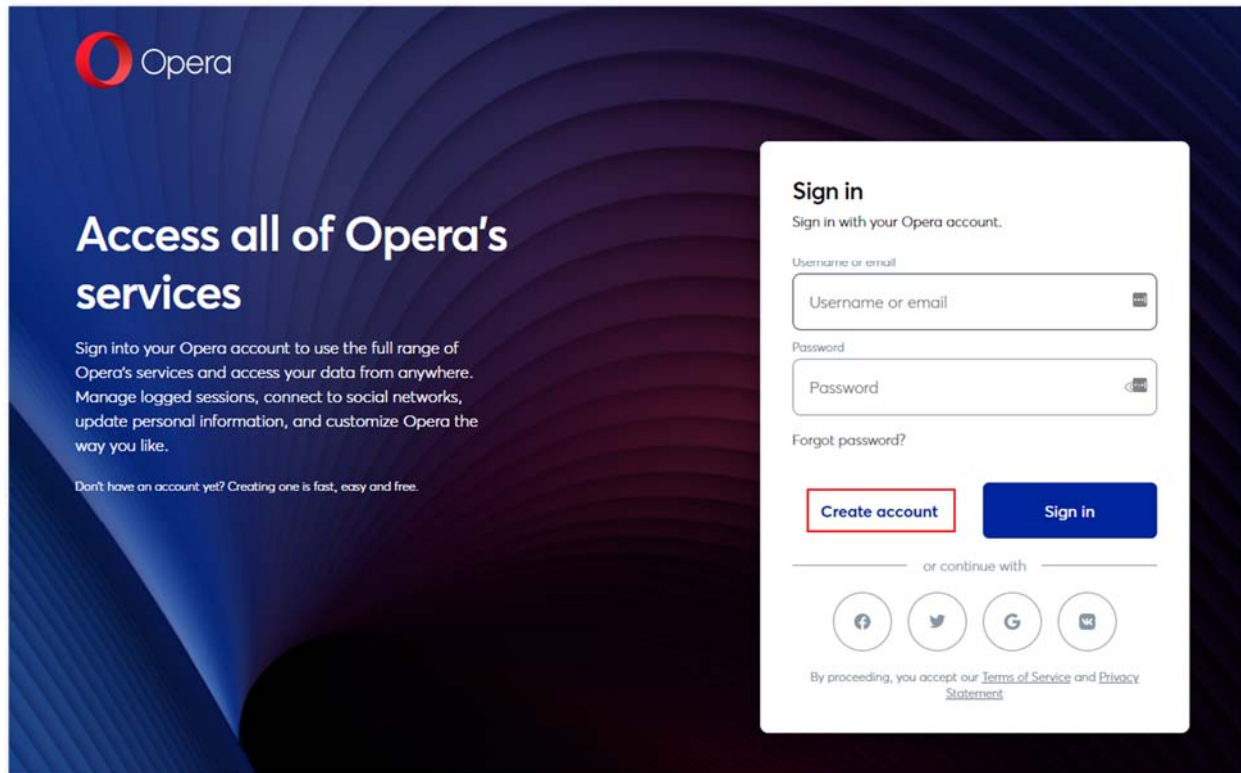 Opera
Access all of Opera's
services
Sign into your Opera account to use the full range of
Opera's services and access your data from anywhere.
Manage logged sessions, connect to social networks,
update personal information, and customize Opera the
way you like.
Don't have an account yet? Creating one is fast, easy and free.
Sign in
Sign in with your Opera account.
Username or email
Username or email
Password
Password
Forgot password?
Create account
Sign in
or continue with
By proceeding, you accept our Terms of Service and Privacy
Statement